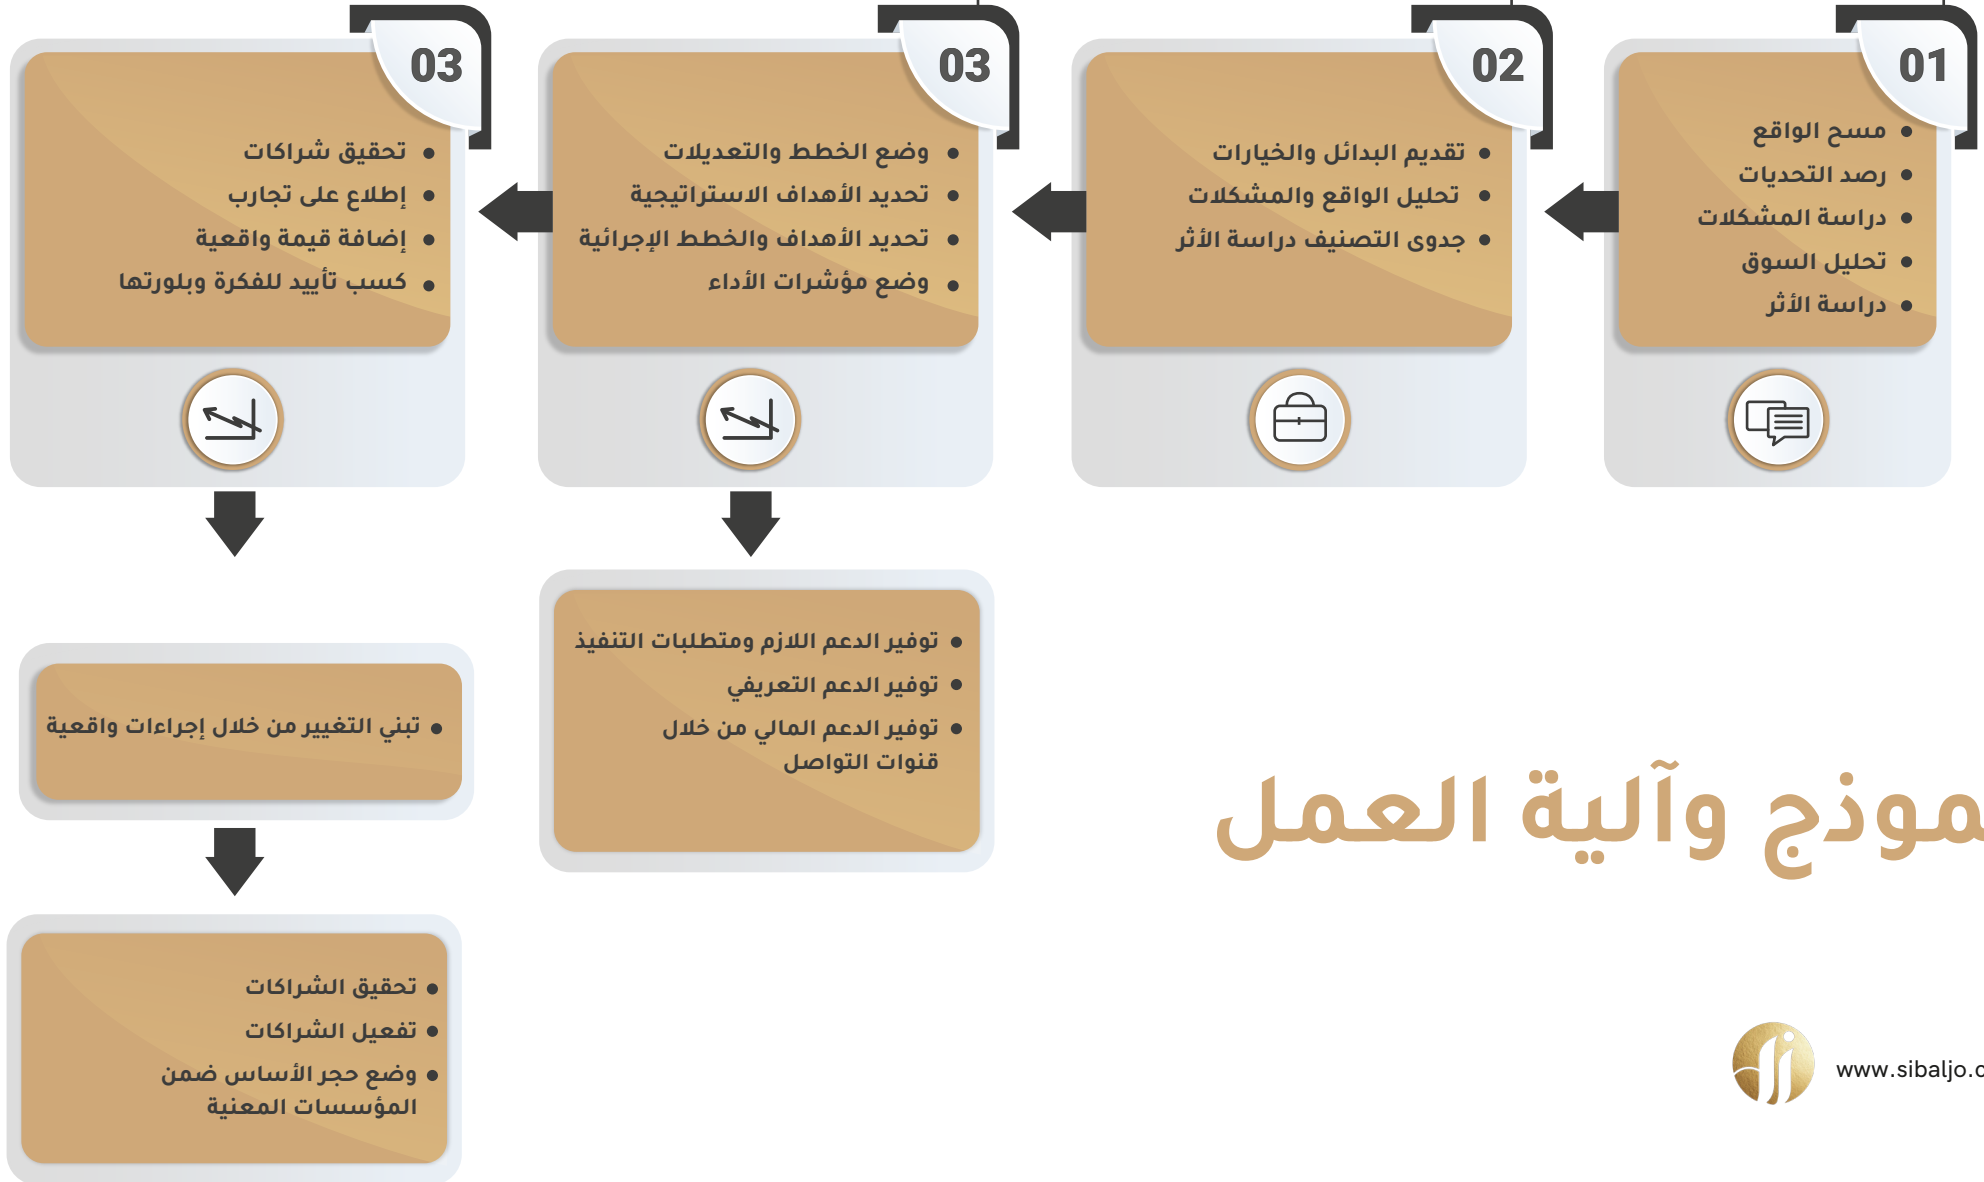 01
مسح الواقع
رصد التحديات
دراسة المشكلات
تحليل السوق
دراسة الأثر
02
تقديم البدائل والخيارات
تحليل الواقع والمشكلات
جدوى التصنيف دراسة الأثر
03
وضع الخطط والتعديلات
تحديد الأهداف الاستراتيجية
تحديد الأهداف والخطط الإجرائية
وضع مؤشرات الأداء
03
تحقيق شراكات
إطلاع على تجارب
إضافة قيمة واقعية
كسب تأييد للفكرة وبلورتها
توفير الدعم اللازم ومتطلبات التنفيذ
توفير الدعم التعريفي
توفير الدعم المالي من خلال
قنوات التواصل
تبني التغيير من خلال إجراءات واقعية
تحقيق الشراكات
تفعيل الشراكات
وضع حجر الأساس ضمن
المؤسسات المعنية
موذج وآلية العمل
www.sibaljo.c